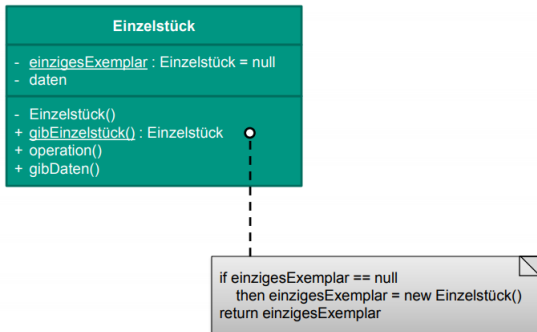 Einzelstück
- einzigesExemplar : Einzelstück = null
- daten
- Einzelstück()
+ gibEinzelstück() : Einzelstück
+ operation()
+ gibDaten()
if einzigesExemplar == null
then einzigesExemplar = new Einzelstück()
return einzigesExemplar